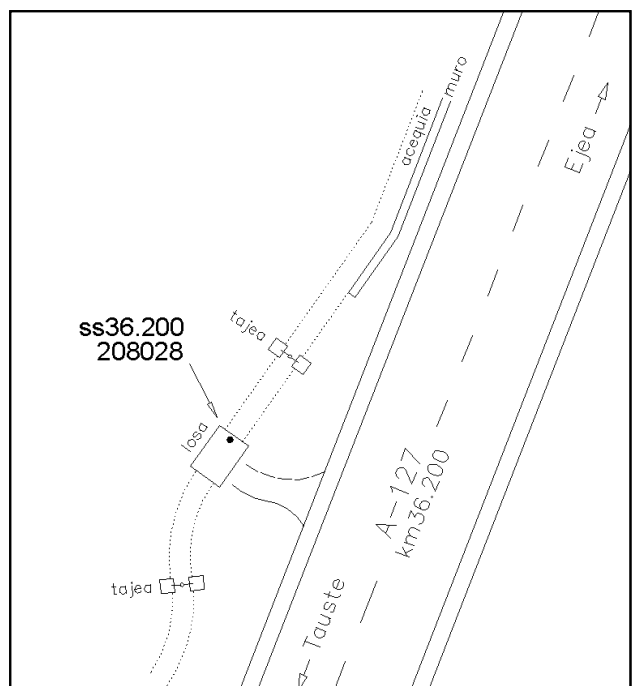 muro
acequia
Ejea
tajea
ss36.200
208028
losa
A-127
km36.200
tajea
Tauste